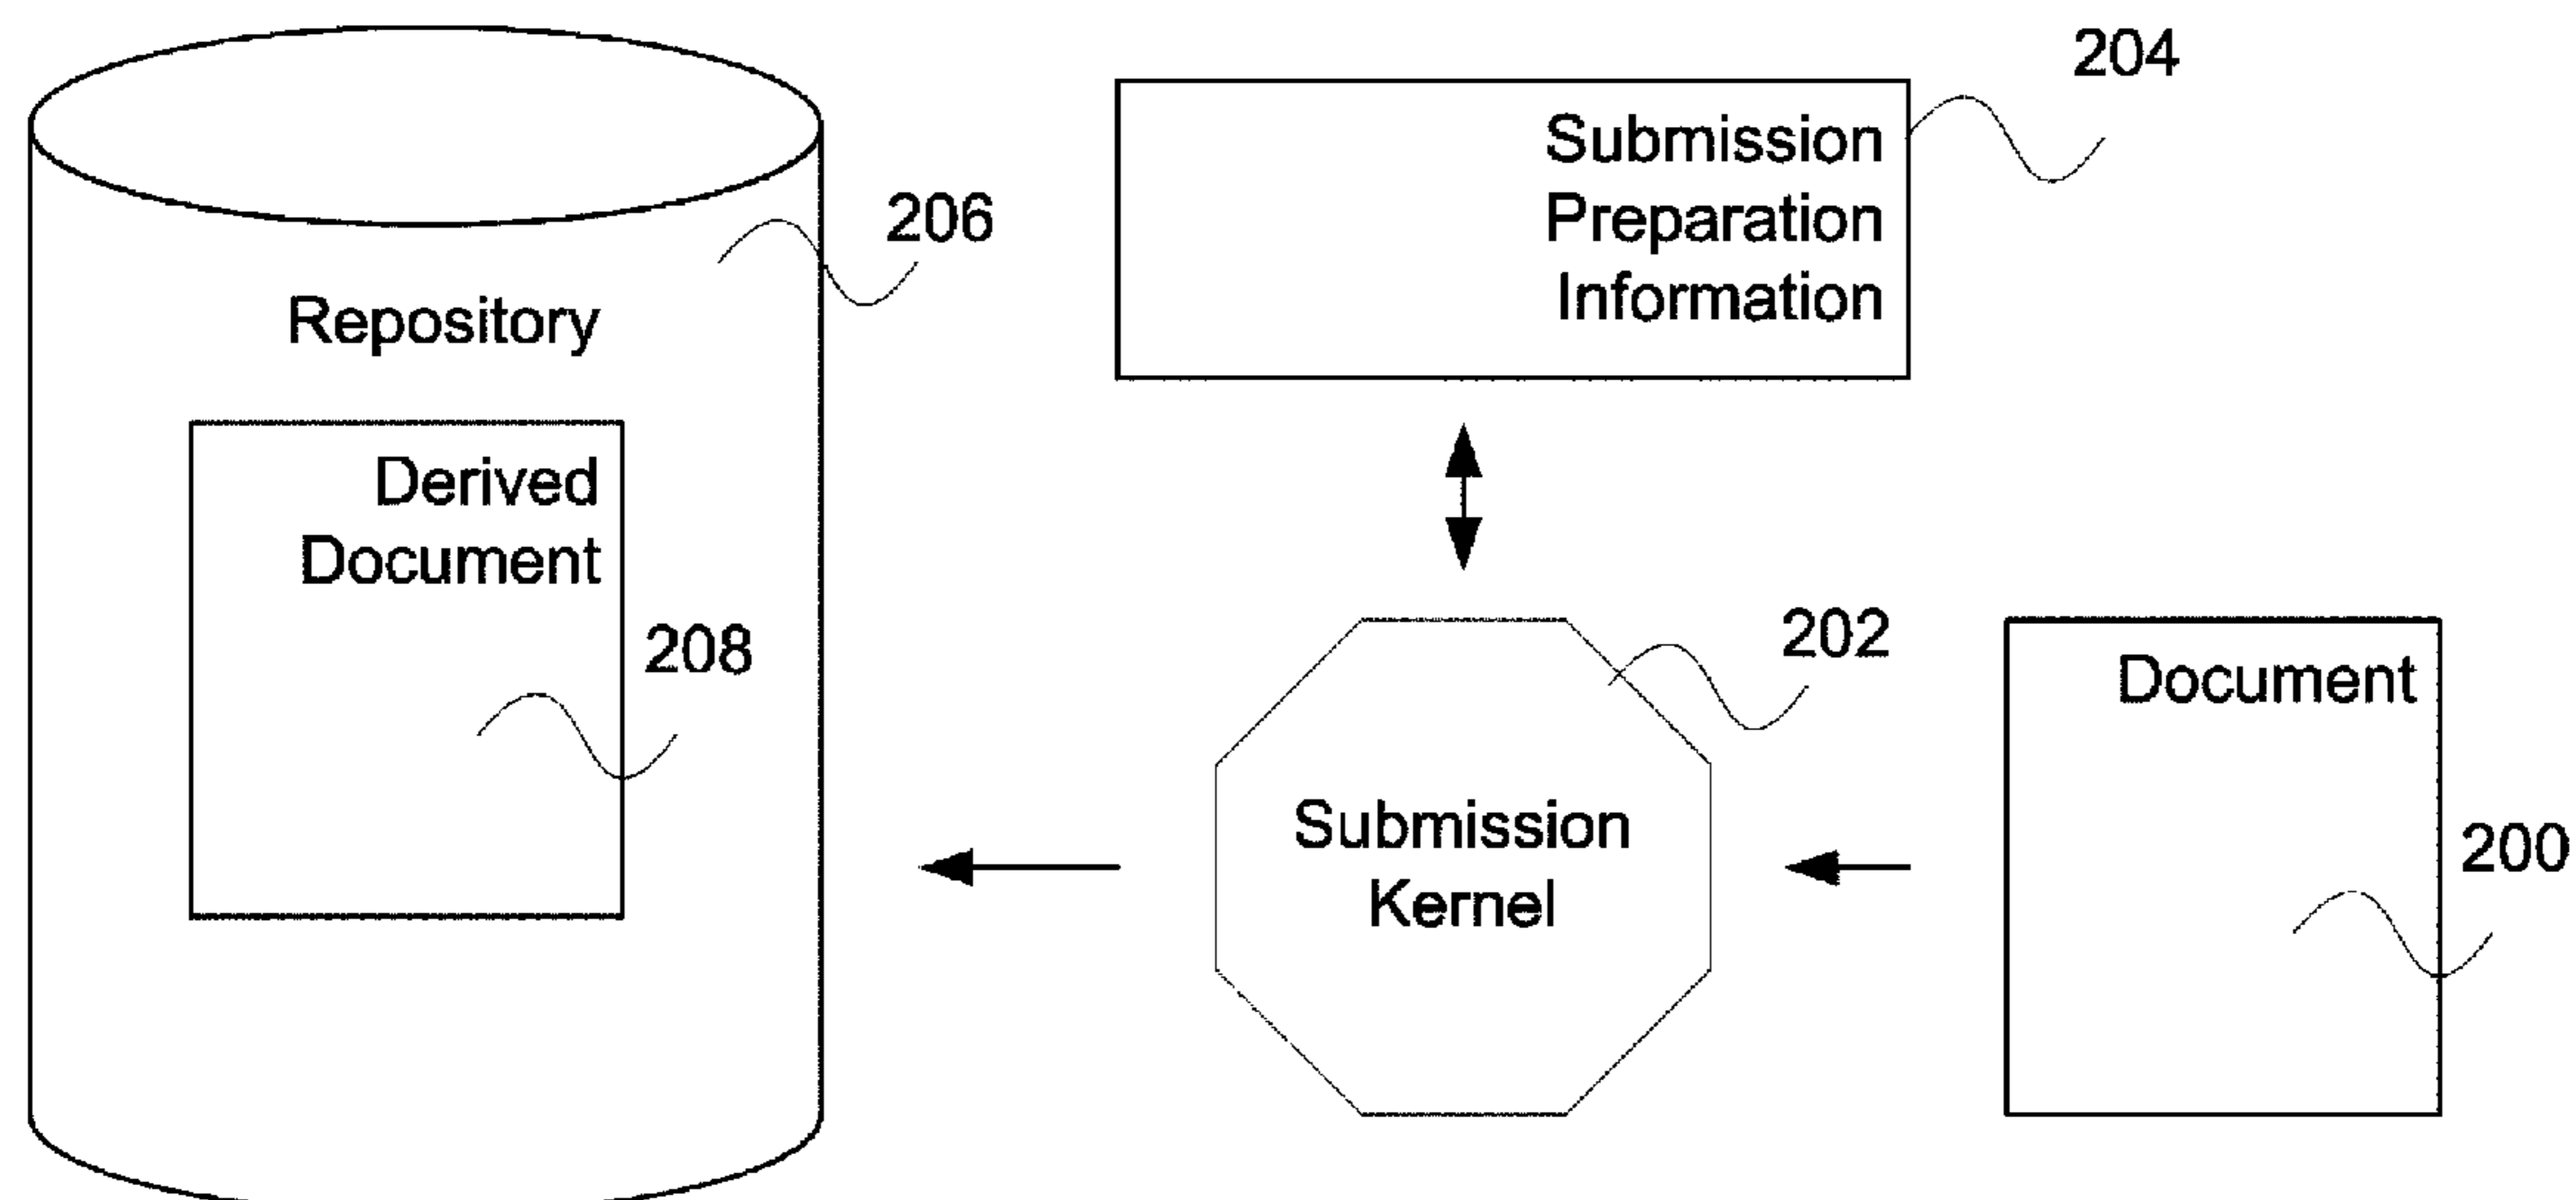 204
Submission
Preparation
Information
206
Repository
Derived
Document
208
202
Submission
Kernel
Document
200